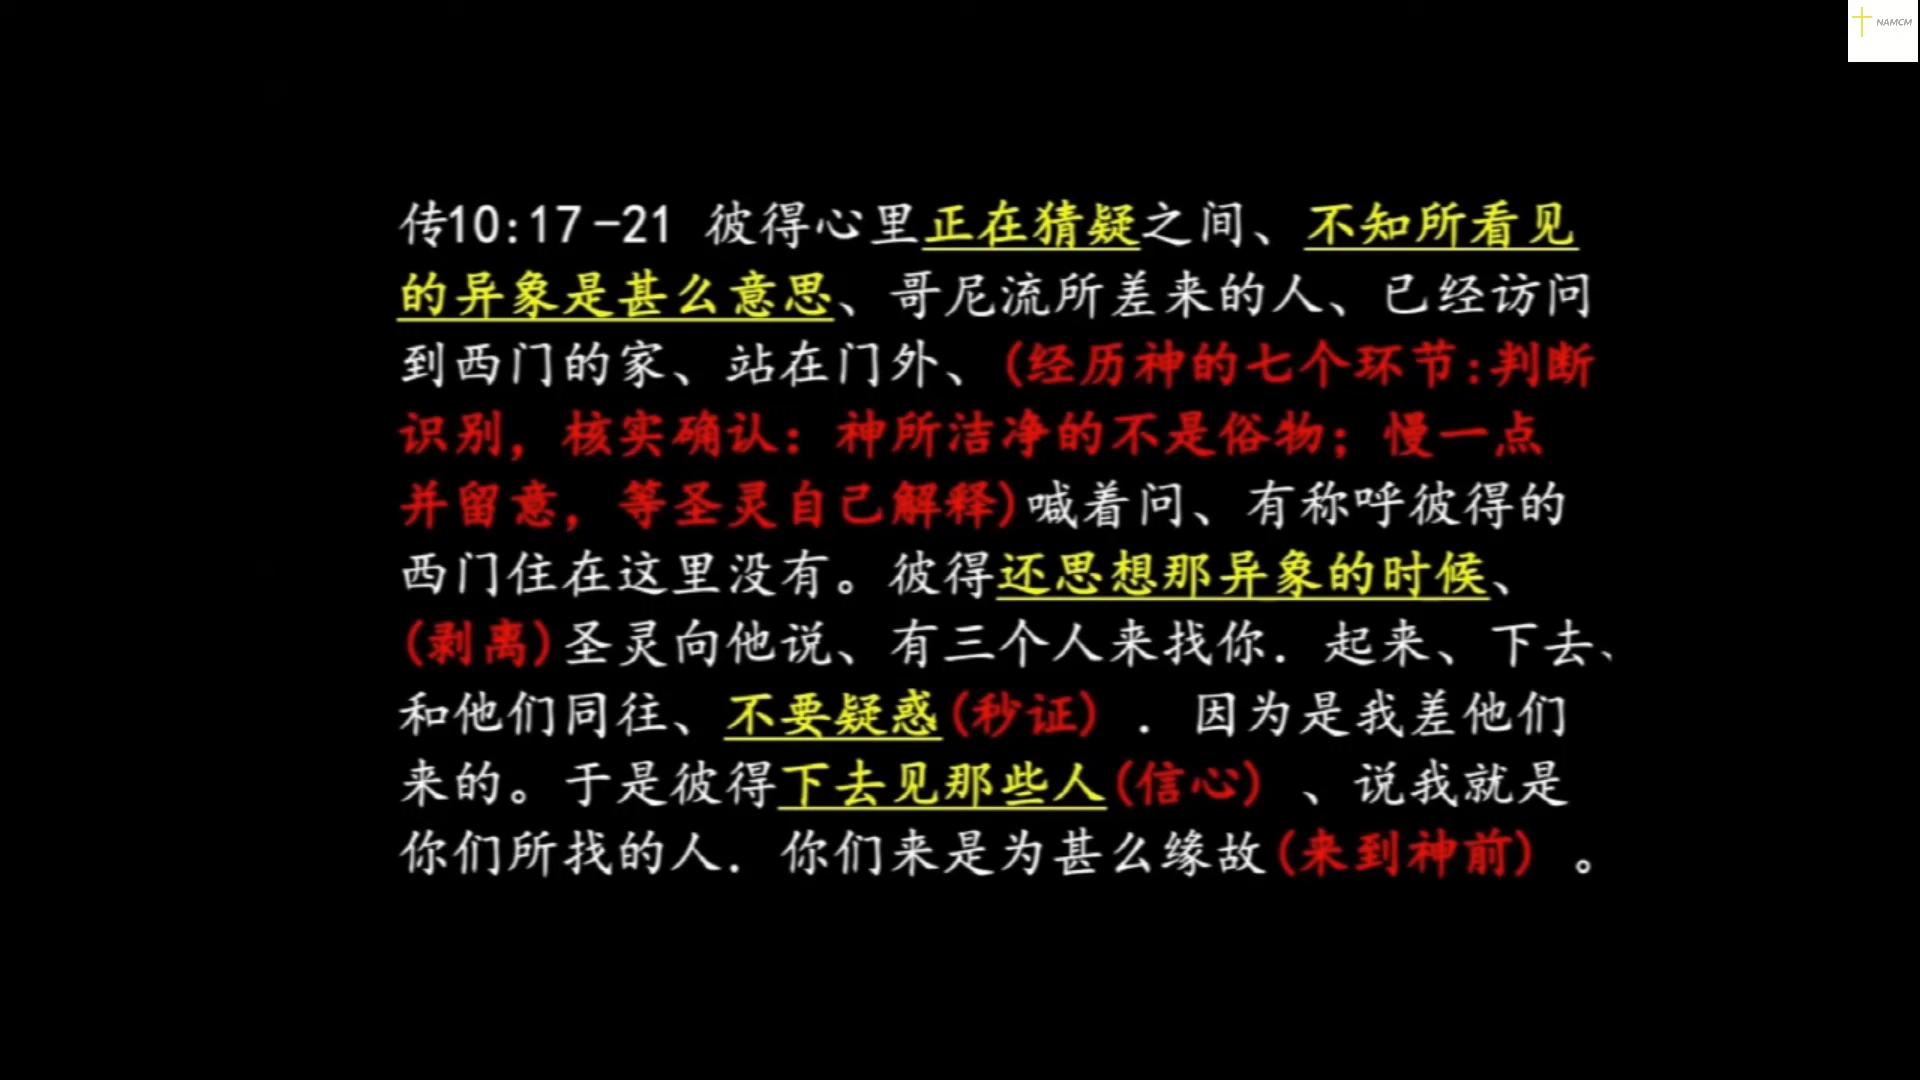 NAMCM
传10:17-21 彼得心里正在猜疑之间、不知所看见
的异象是甚么意思、哥尼流所差来的人、已经访问
到西门的家、站在门外、(经历神的七个环节:判断
识别，核实确认：神所洁净的不是俗物；慢一点
并留意，等圣灵自己解释)喊着问、有称呼彼得的
西门住在这里没有。彼得还思想那异象的时候、
(剥离)圣灵向他说、有三个人来找你．起来、下去、
和他们同往、不要疑惑(秒证)．因为是我差他们
来的。于是彼得下去见那些人(信心)、说我就是
你们所找的人．你们来是为甚么缘故(来到神前)。